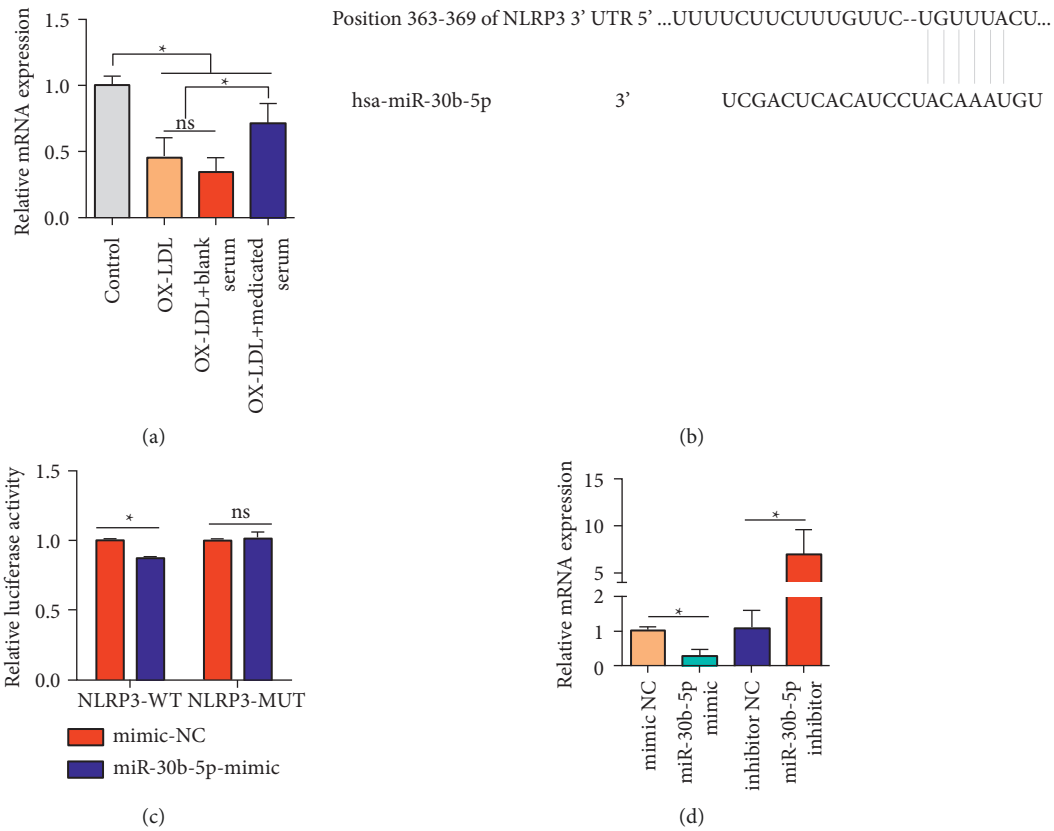 Relative mRNA expression
1.5
1.0
0.5
0.0
*
*
ns
Control
OX-LDL
OX-LDL+blank
serum
OX-LDL+medicated
serum
(a)
Position 363-369 of NLRP3 3’ UTR 5’ ...UUUUCUUCUUUGUUC--UGUUUACU...
hsa-miR-30b-5p 3’ UCGACUCACAUCCUACAAAUGU
(b)
Relative luciferase activity
1.5
1.0
0.5
0.0
*
ns
NLRP3-WT NLRP3-MUT
mimic-NC
miR-30b-5p-mimic
(c)
Relative mRNA expression
15
10
5
2
1
0
*
*
mimic NC
miR-30b-5p
mimic
inhibitor NC
miR-30b-5p
inhibitor
(d)